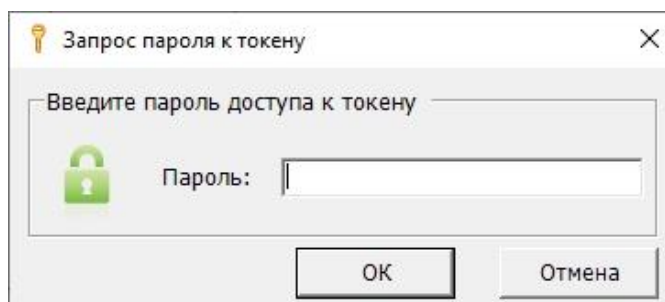 Запрос пароля к токену
Введите пароль доступа к токену
Пароль:
ОК
Отмена